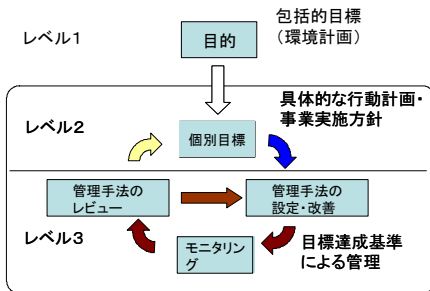 レベル1
目的
包括的目標
(環境計画)
レベル2
個別目標
具体的な行動計画・
事業実施方針
管理手法の
レビュー
管理手法の
設定・改善
レベル3
モニタリン
グ
目標達成基準
による管理